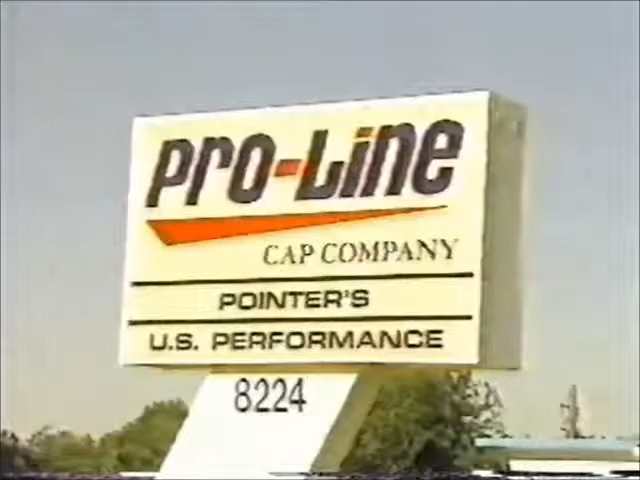 PRO-LINE
CAP COMPANY
POINTER'S
U.S. PERFORMANCE
8224